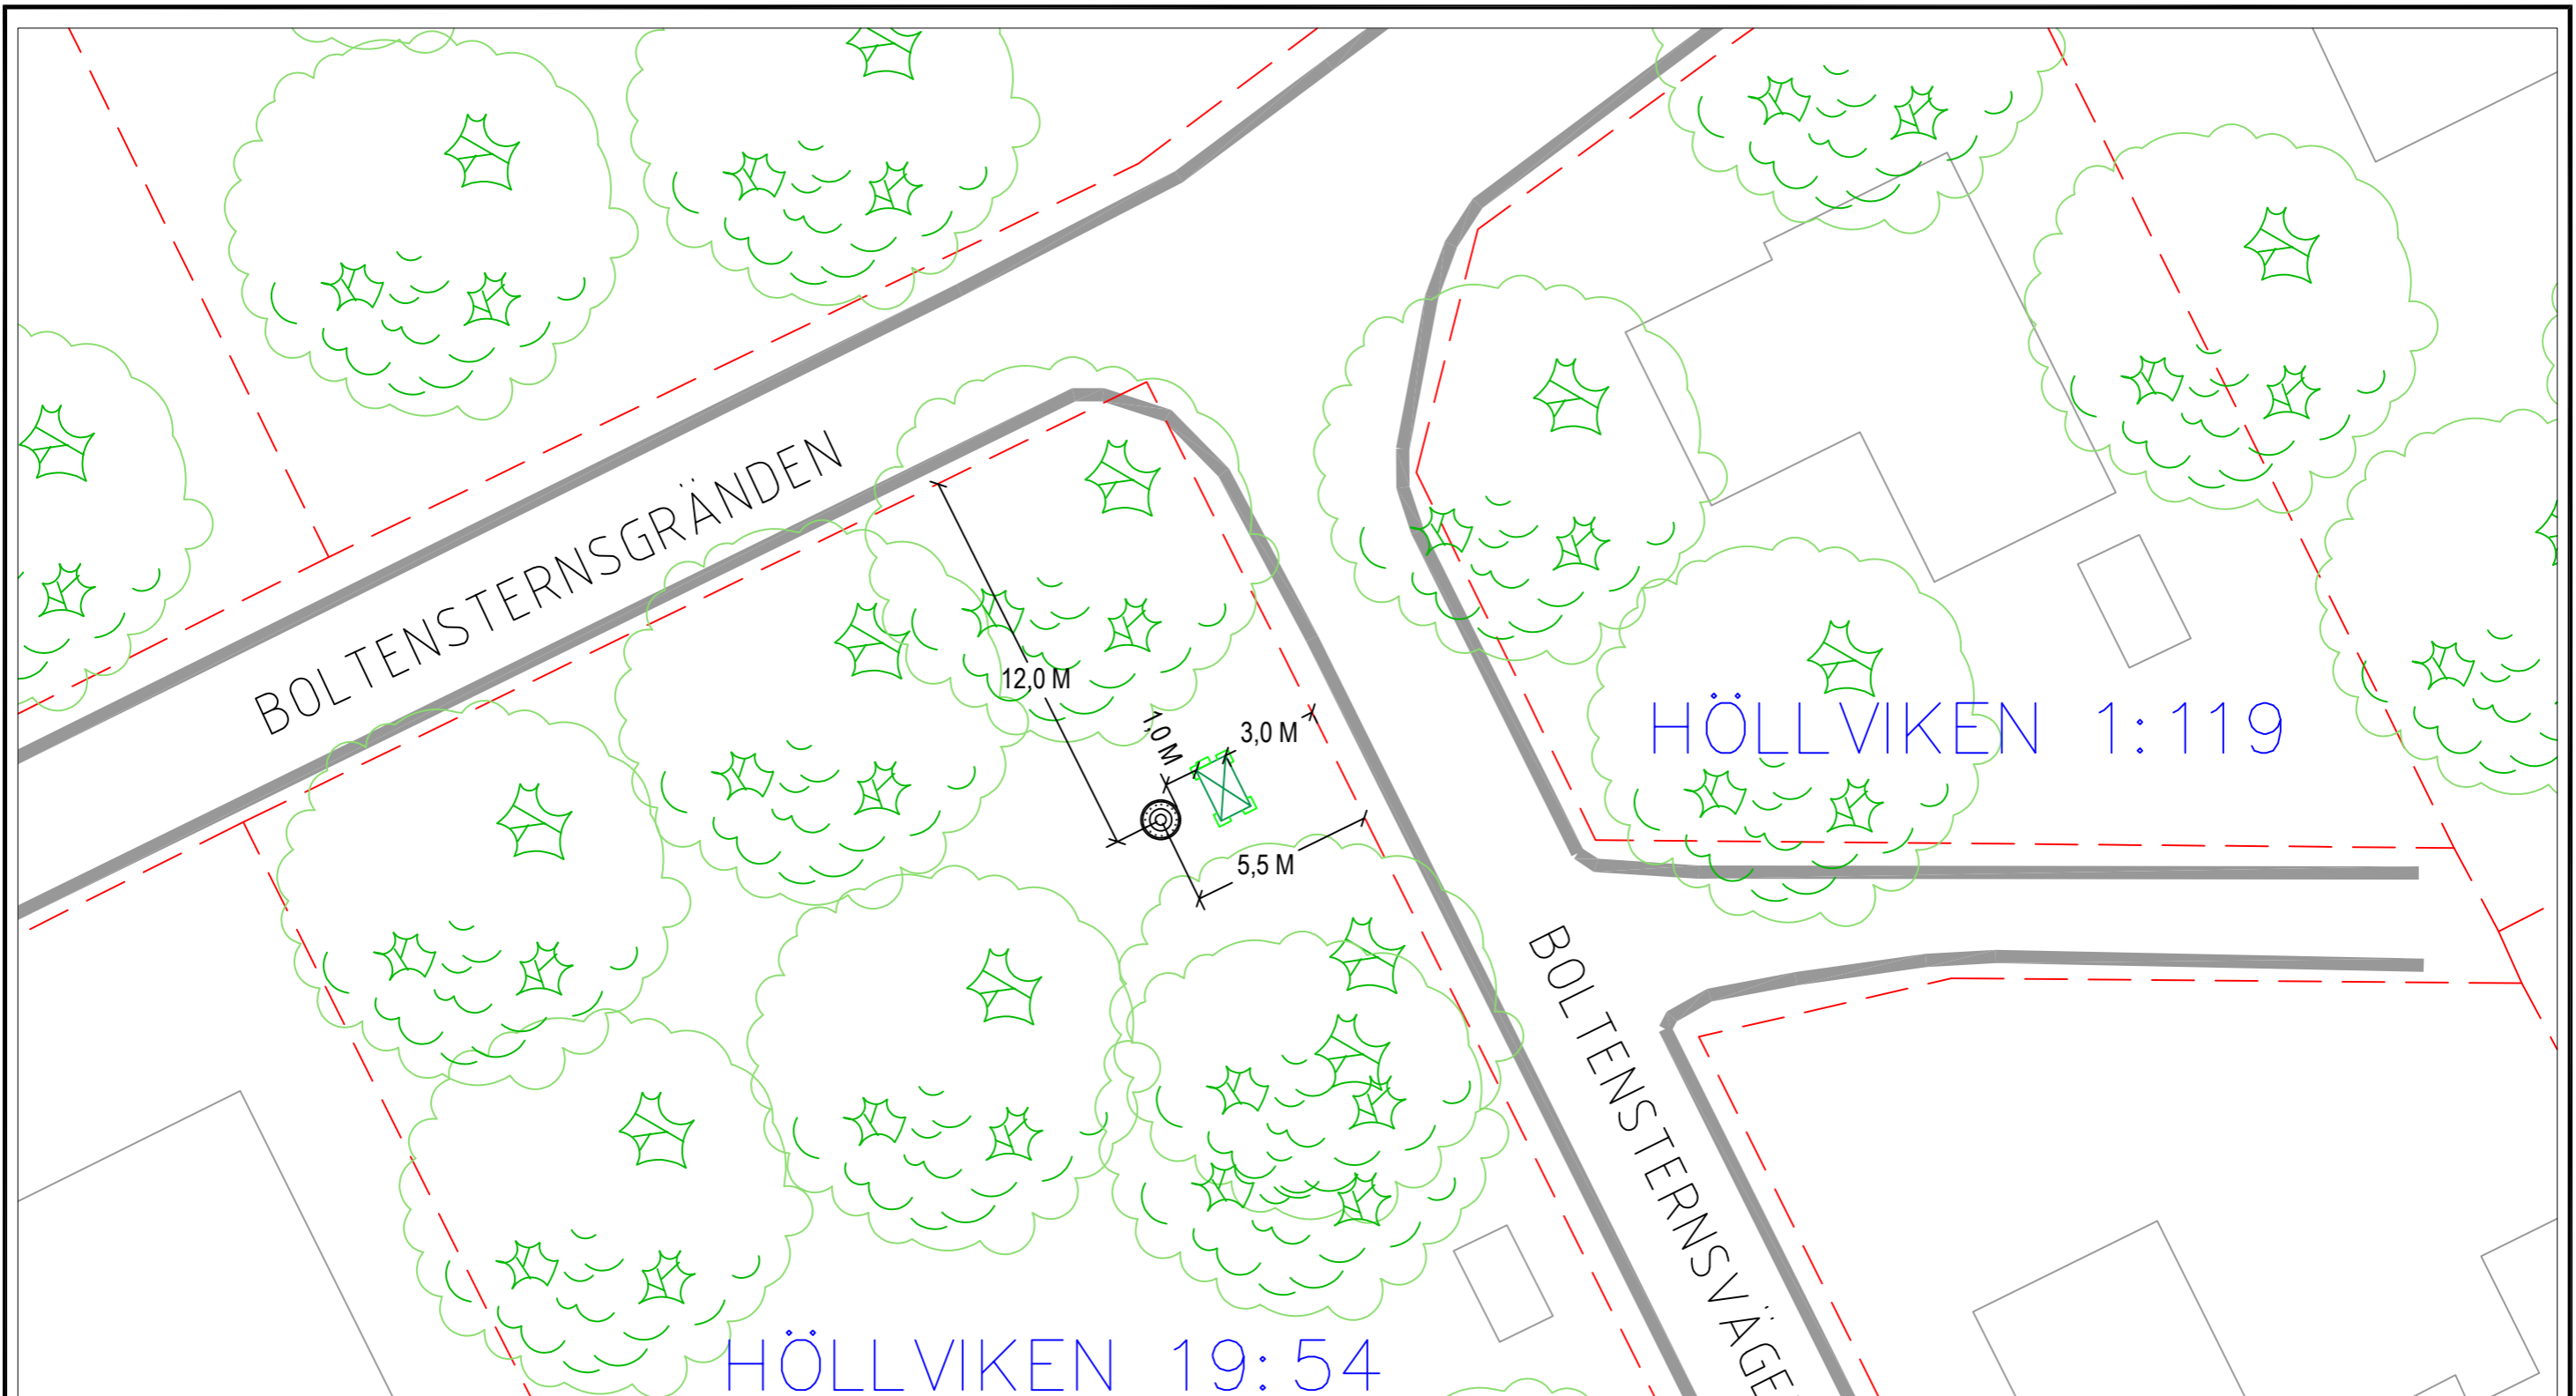 BOLTENSTERNSGRÄNDEN
12,0 M
1,0 M
3,0 M
HÖLLVIKEN 1:119
5,5 M
BOLTENSTERNSVÄGE
HÖLLVIKEN 19:54